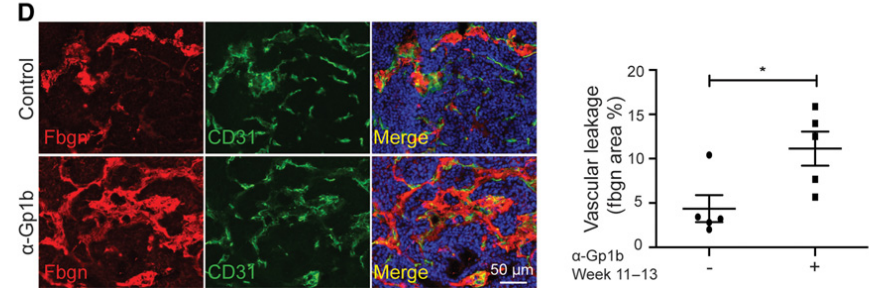 D
Control
Fbgn
CD31
Merge
α-Gp1b
Fbgn
CD31
Merge
50 μm
Vascular leakage
(fbgn area %)
20
15
10
5
0
*
α-Gp1b
Week 11–13
- +